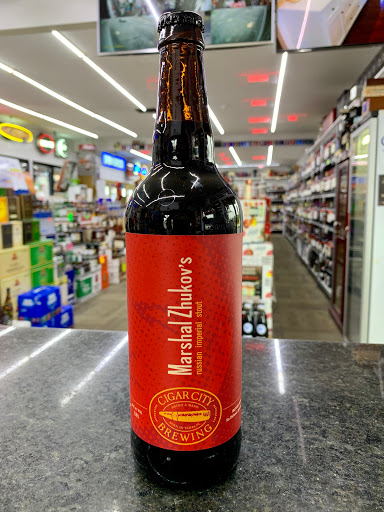 Marshal Zhukov's
russian imperial stout
CIGAR CITY
BREWING